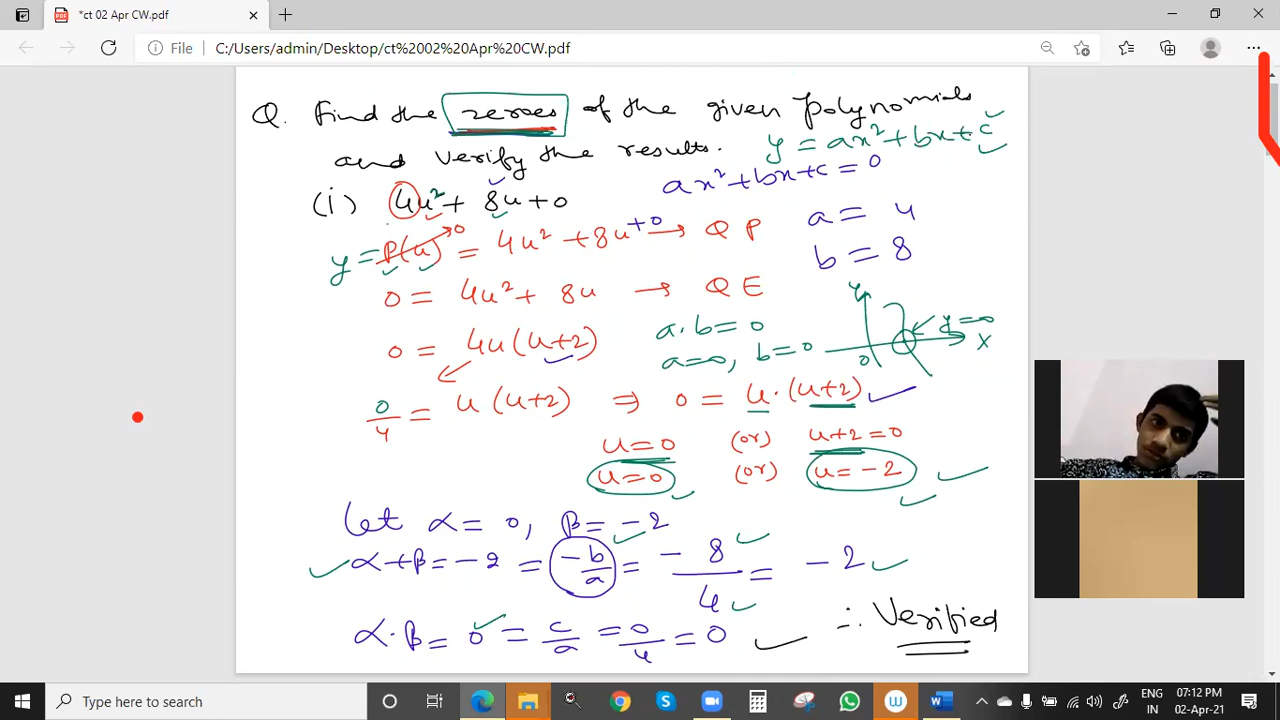 *ct 02 Apr CW.pdf
File C:/Users/admin/Desktop/ct%2002%20Apr%20CW.pdf
Q. Find the zeroes of the given polynomials
and verify the results. y = ax²+bx+c
ax²+bx+c = 0
(i) 4u²+ 8u+0
a = 4
y = P(u) = 4u² +8u+0 → Q P
0
b = 8
0 = 4u²+ 8u → Q E
0 = 4u(u+2)
a.b = 0
a=0, b=0
Y
y=0
X
0
0/4 = u (u+2) ⇒ 0 = u·(u+2)
u=0 (or) u+2=0
u=0 (or) u=-2
Let α= 0, β= -2
α+β=-2 = -b/a = -8/4 = -2
α·β= 0 = c/a = 0/4 = 0
∴ Verified
Type here to search
ENG
IN
07:12 PM
02-Apr-21